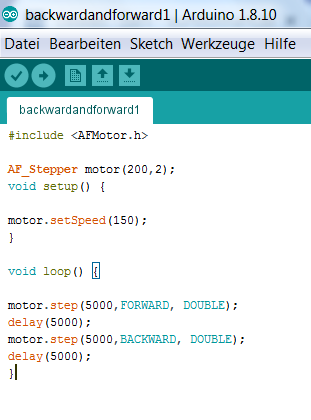 backwardandforward1 | Arduino 1.8.10
Datei Bearbeiten Sketch Werkzeuge Hilfe
backwardandforward1
#include <AFMotor.h>
AF_Stepper motor(200,2);
void setup() {
motor.setSpeed(150);
}
void loop() {
motor.step(5000,FORWARD, DOUBLE);
delay(5000);
motor.step(5000,BACKWARD, DOUBLE);
delay(5000);
}